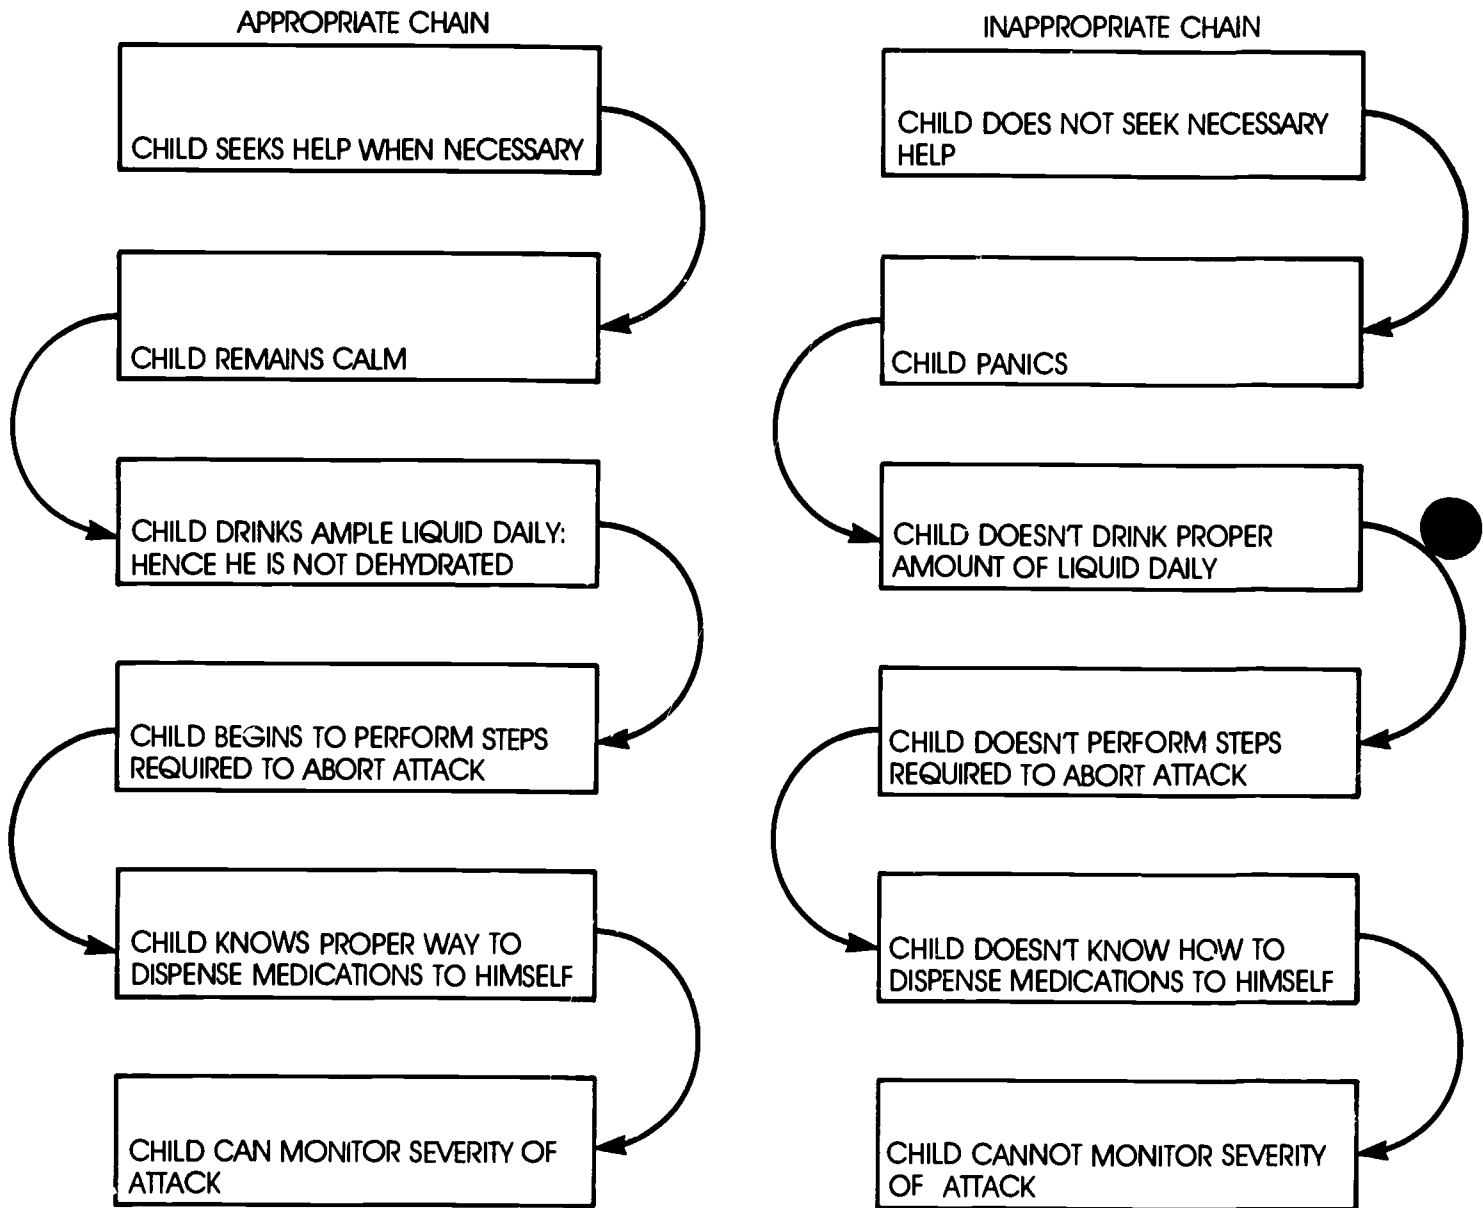 APPROPRIATE CHAIN
CHILD SEEKS HELP WHEN NECESSARY
CHILD REMAINS CALM
CHILD DRINKS AMPLE LIQUID DAILY:
HENCE HE IS NOT DEHYDRATED
CHILD BEGINS TO PERFORM STEPS
REQUIRED TO ABORT ATTACK
CHILD KNOWS PROPER WAY TO
DISPENSE MEDICATIONS TO HIMSELF
CHILD CAN MONITOR SEVERITY OF
ATTACK
INAPPROPRIATE CHAIN
CHILD DOES NOT SEEK NECESSARY
HELP
CHILD PANICS
CHILD DOESN'T DRINK PROPER
AMOUNT OF LIQUID DAILY
CHILD DOESN'T PERFORM STEPS
REQUIRED TO ABORT ATTACK
CHILD DOESN'T KNOW HOW TO
DISPENSE MEDICATIONS TO HIMSELF
CHILD CANNOT MONITOR SEVERITY
OF ATTACK